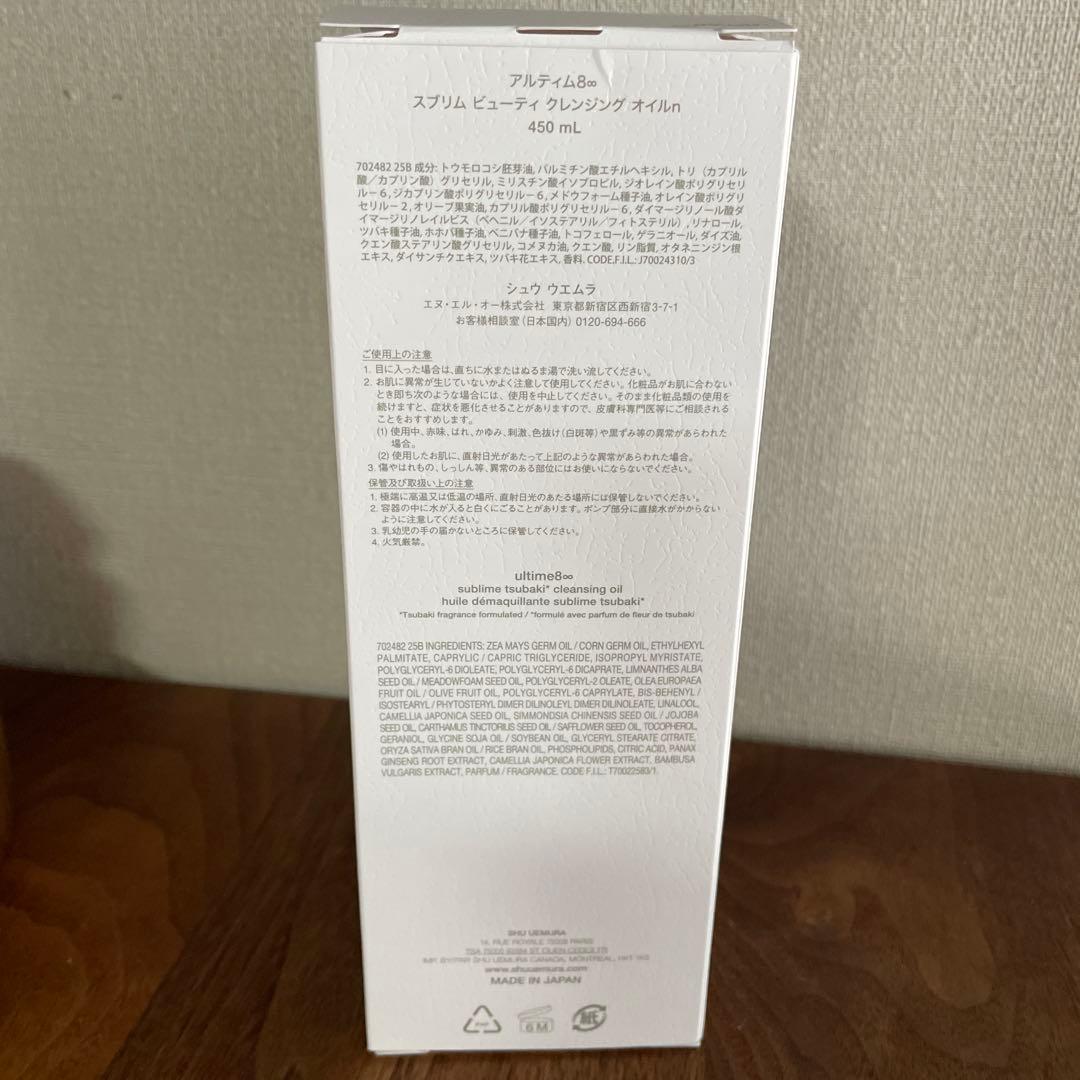 アルティム8∞
スブリム ビューティ クレンジング オイルn
450 mL
702482 25B 成分: トウモロコシ胚芽油, パルミチン酸エチルヘキシル, トリ（カプリル
酸／カプリン酸）グリセリル, ミリスチン酸イソプロピル, ジオレイン酸ポリグリセリ
ル－6, ジカプリン酸ポリグリセリル－6, メドウフォーム種子油, オレイン酸ポリグリ
セリル－2, オリーブ果実油, カプリル酸ポリグリセリル－6, ダイマージリノール酸ダ
イマージリノレイルビス（ベヘニル／イソステアリル／フィトステリル）, リナロール,
ツバキ種子油, ホホバ種子油, ベニバナ種子油, トコフェロール, ゲラニオール, ダイズ油,
クエン酸ステアリン酸グリセリル, コメヌカ油, クエン酸, リン脂質, オタネニンジン根
エキス, ダイサンチクエキス, ツバキ花エキス, 香料. CODE.F.I.L.: J70024310/3
シュウ ウエムラ
エヌ・エル・オー株式会社 東京都新宿区西新宿3-7-1
お客様相談室（日本国内）0120-694-666
ご使用上の注意
1. 目に入った場合は、直ちに水またはぬるま湯で洗い流してください。
2. お肌に異常が生じていないかよく注意して使用してください。化粧品がお肌に合わない
とき即ち次のような場合には、使用を中止してください。そのまま化粧品類の使用を
続けますと、症状を悪化させることがありますので、皮膚科専門医等にご相談される
ことをおすすめします。
(1) 使用中、赤味、はれ、かゆみ、刺激、色抜け（白斑等）や黒ずみ等の異常があらわれた
場合。
(2) 使用したお肌に、直射日光があたって上記のような異常があらわれた場合。
3. 傷やはれもの、しっしん等、異常のある部位にはお使いにならないでください。
保管及び取扱い上の注意
1. 極端に高温又は低温の場所、直射日光のあたる場所には保管しないでください。
2. 容器の中に水が入ると白くにごることがあります。ポンプ部分に直接水がかからない
ように注意してください。
3. 乳幼児の手の届かないところに保管してください。
4. 火気厳禁。
ultime8∞
sublime tsubaki* cleansing oil
huile démaquillante sublime tsubaki*
*Tsubaki fragrance formulated / *formulé avec parfum de fleur de tsubaki
702482 25B INGREDIENTS: ZEA MAYS GERM OIL / CORN GERM OIL, ETHYLHEXYL
PALMITATE, CAPRYLIC / CAPRIC TRIGLYCERIDE, ISOPROPYL MYRISTATE,
POLYGLYCERYL-6 DIOLEATE, POLYGLYCERYL-6 DICAPRATE, LIMNANTHES ALBA
SEED OIL / MEADOWFOAM SEED OIL, POLYGLYCERYL-2 OLEATE, OLEA EUROPAEA
FRUIT OIL / OLIVE FRUIT OIL, POLYGLYCERYL-6 CAPRYLATE, BIS-BEHENYL /
ISOSTEARYL / PHYTOSTERYL DIMER DILINOLEYL DIMER DILINOLEATE, LINALOOL,
CAMELLIA JAPONICA SEED OIL, SIMMONDSIA CHINENSIS SEED OIL / JOJOBA
SEED OIL, CARTHAMUS TINCTORIUS SEED OIL / SAFFLOWER SEED OIL, TOCOPHEROL,
GERANIOL, GLYCINE SOJA OIL / SOYBEAN OIL, GLYCERYL STEARATE CITRATE,
ORYZA SATIVA BRAN OIL / RICE BRAN OIL, PHOSPHOLIPIDS, CITRIC ACID, PANAX
GINSENG ROOT EXTRACT, CAMELLIA JAPONICA FLOWER EXTRACT, BAMBUSA
VULGARIS EXTRACT, PARFUM / FRAGRANCE. CODE F.I.L.: T70022583/1.
SHU UEMURA
14, RUE ROYALE 75008 PARIS
TSA 75000 93584 ST OUEN CEDEX,FR
IMP. BY/PAR SHU UEMURA CANADA, MONTREAL, H4T 1K5
www.shuuemura.com
MADE IN JAPAN
PAP
6M